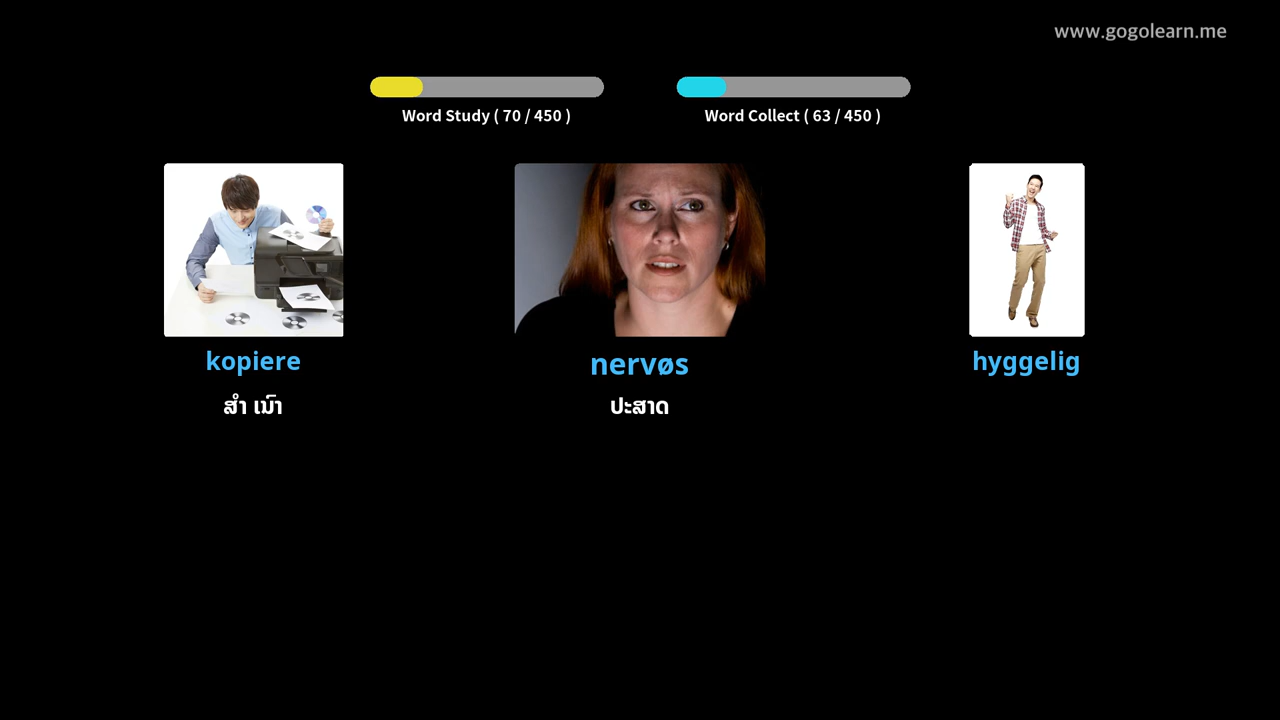 www.gogolearn.me
Word Study ( 70 / 450 )
Word Collect ( 63 / 450 )
kopiere
nervøs
hyggelig
ສຳ ເນົາ
ປະສາດ